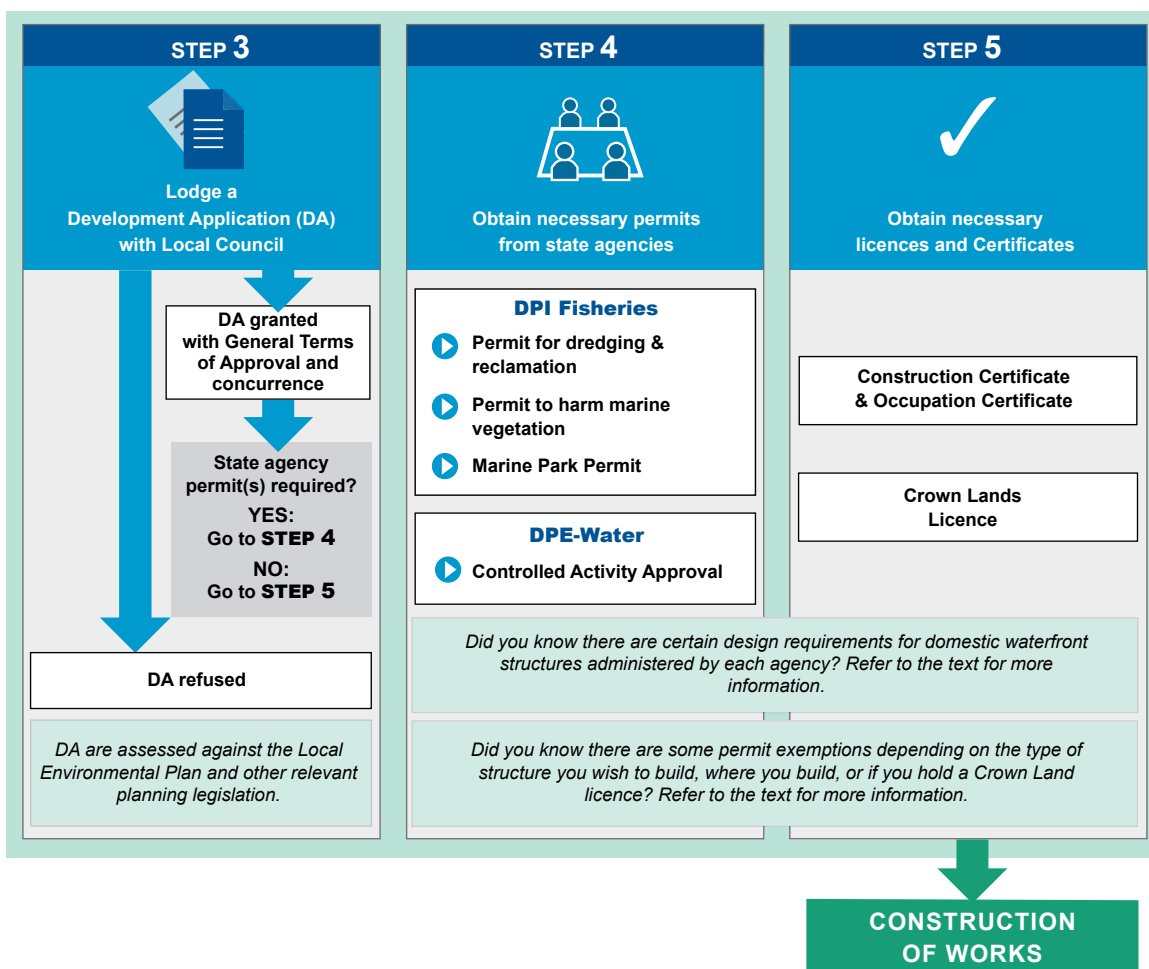 STEP 3
Lodge a
Development Application (DA)
with Local Council
DA granted
with General Terms
of Approval and
concurrence
State agency
permit(s) required?
YES:
Go to STEP 4
NO:
Go to STEP 5
DA refused
DA are assessed against the Local
Environmental Plan and other relevant
planning legislation.
STEP 4
Obtain necessary permits
from state agencies
DPI Fisheries
Permit for dredging &
reclamation
Permit to harm marine
vegetation
Marine Park Permit
DPE-Water
Controlled Activity Approval
STEP 5
Obtain necessary
licences and Certificates
Construction Certificate
& Occupation Certificate
Crown Lands
Licence
Did you know there are certain design requirements for domestic waterfront
structures administered by each agency? Refer to the text for more
information.
Did you know there are some permit exemptions depending on the type of
structure you wish to build, where you build, or if you hold a Crown Land
licence? Refer to the text for more information.
CONSTRUCTION
OF WORKS